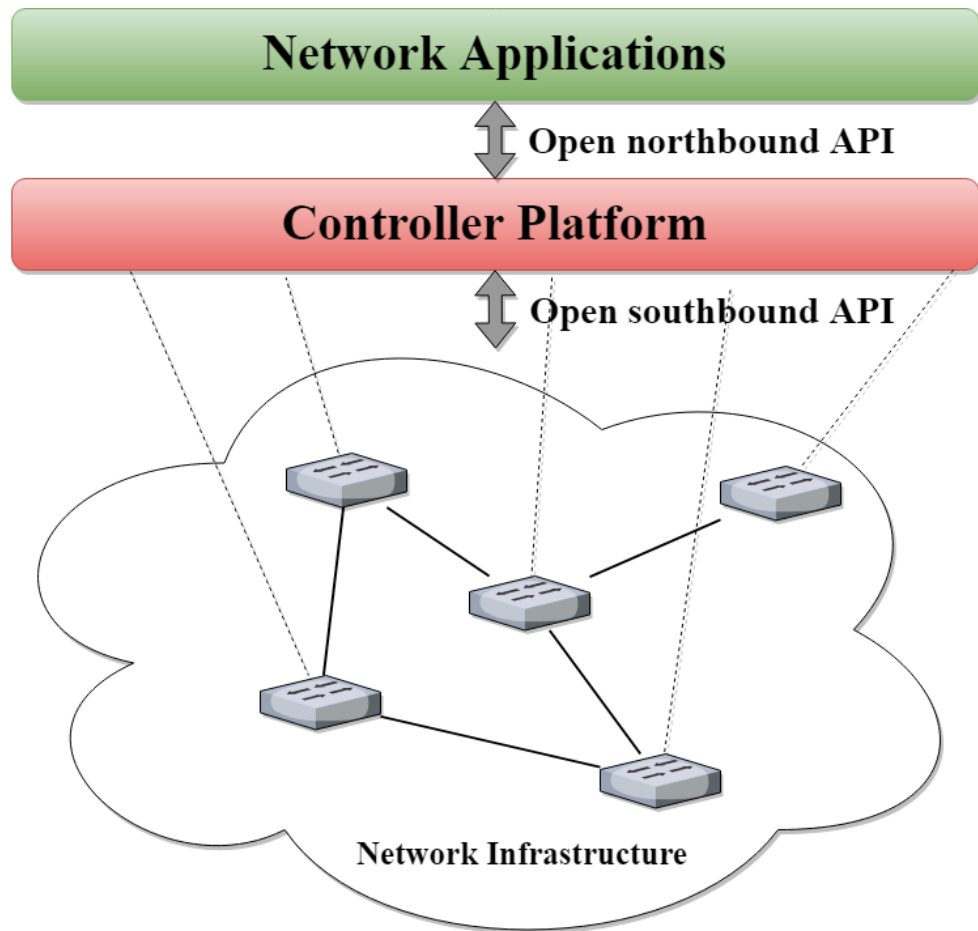 Network Applications
Open northbound API
Controller Platform
Open southbound API
Network Infrastructure